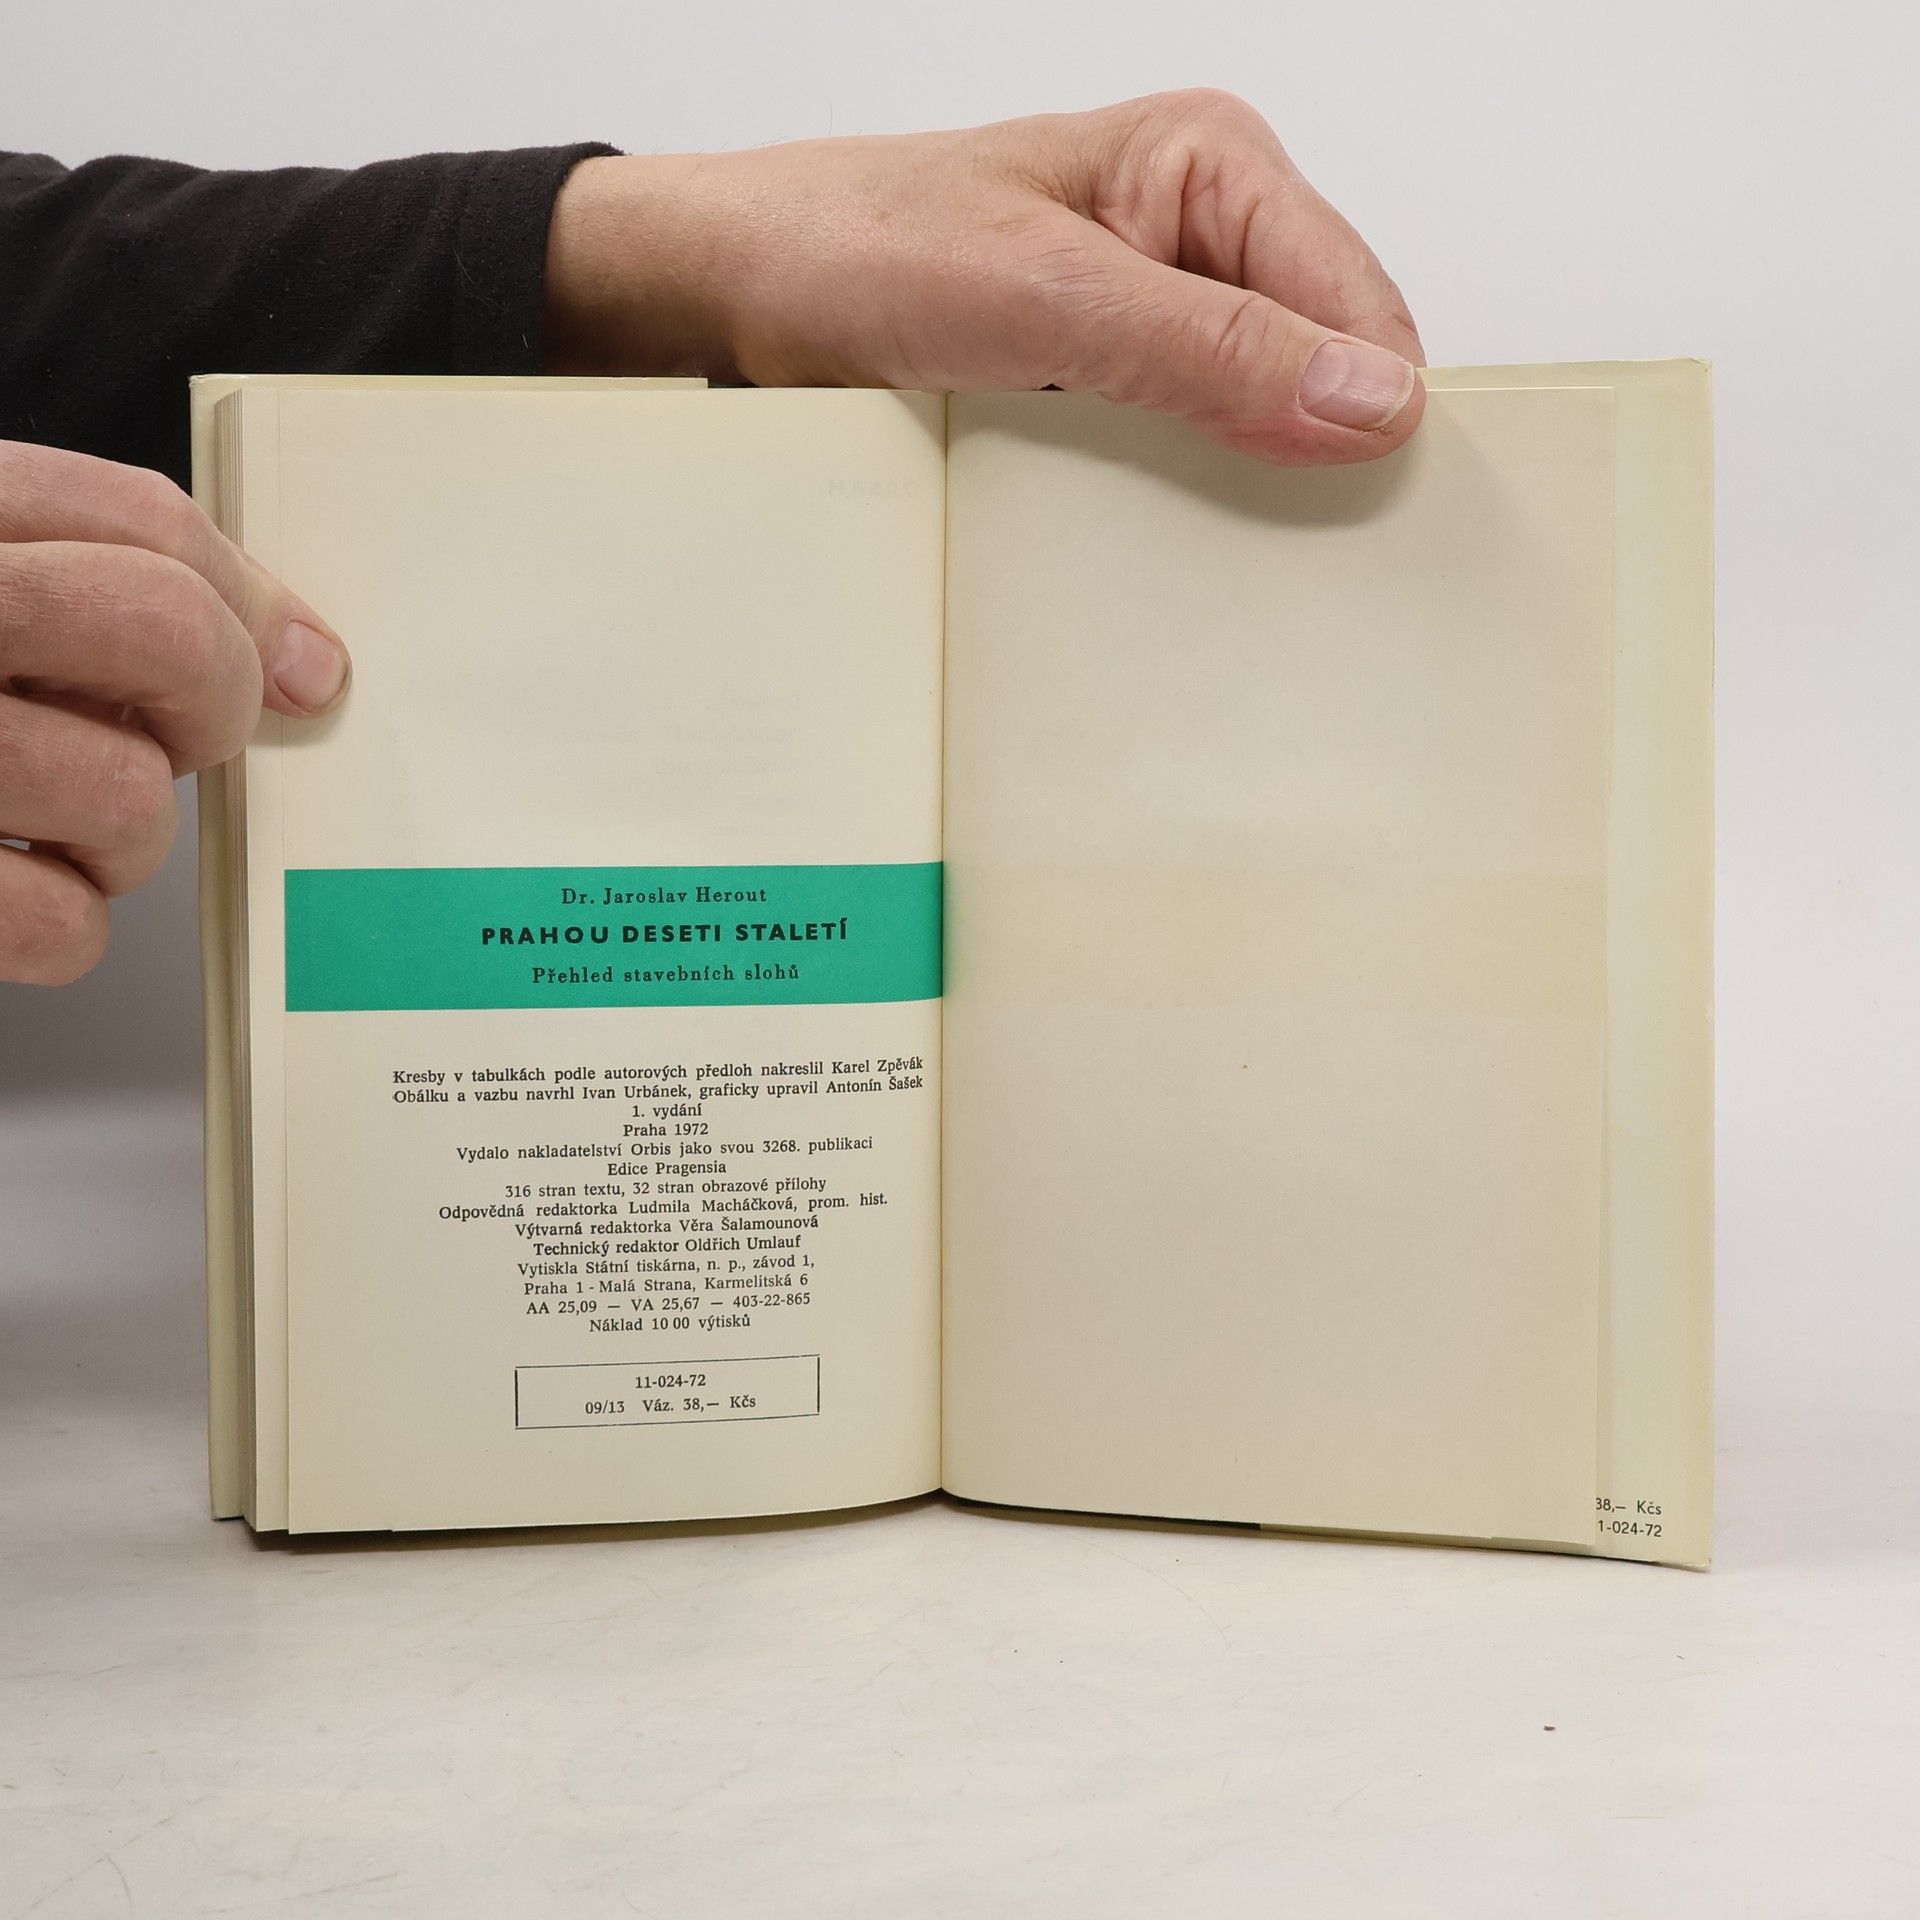 Dr. Jaroslav Herout
PRAHOU DESETI STALETÍ
Přehled stavebních slohů
Kresby v tabulkách podle autorových předloh nakreslil Karel Zpěvák
Obálku a vazbu navrhl Ivan Urbánek, graficky upravil Antonín Šašek
1. vydání
Praha 1972
Vydalo nakladatelství Orbis jako svou 3268. publikaci
Edice Pragensia
316 stran textu, 32 stran obrazové přílohy
Odpovědná redaktorka Ludmila Macháčková, prom. hist.
Výtvarná redaktorka Věra Šalamounová
Technický redaktor Oldřich Umlauf
Vytiskla Státní tiskárna, n. p., závod 1,
Praha 1 - Malá Strana, Karmelitská 6
AA 25,09 — VA 25,67 — 403-22-865
Náklad 10 00 výtisků
11-024-72
09/13 Váz. 38,— Kčs
38,— Kčs
1-024-72